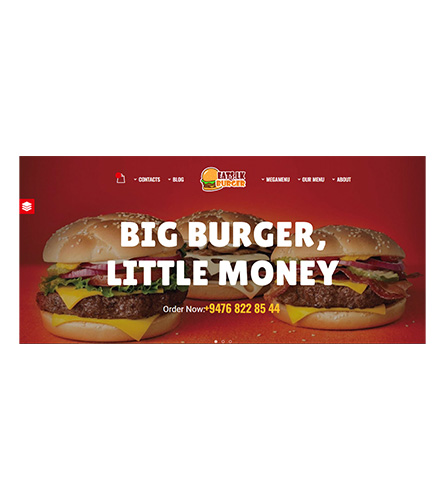 CONTACTS
BLOG
EATS.LK
BURGER
MEGAMENU
OUR MENU
ABOUT
BIG BURGER,
LITTLE MONEY
Order Now:+9476 822 85 44